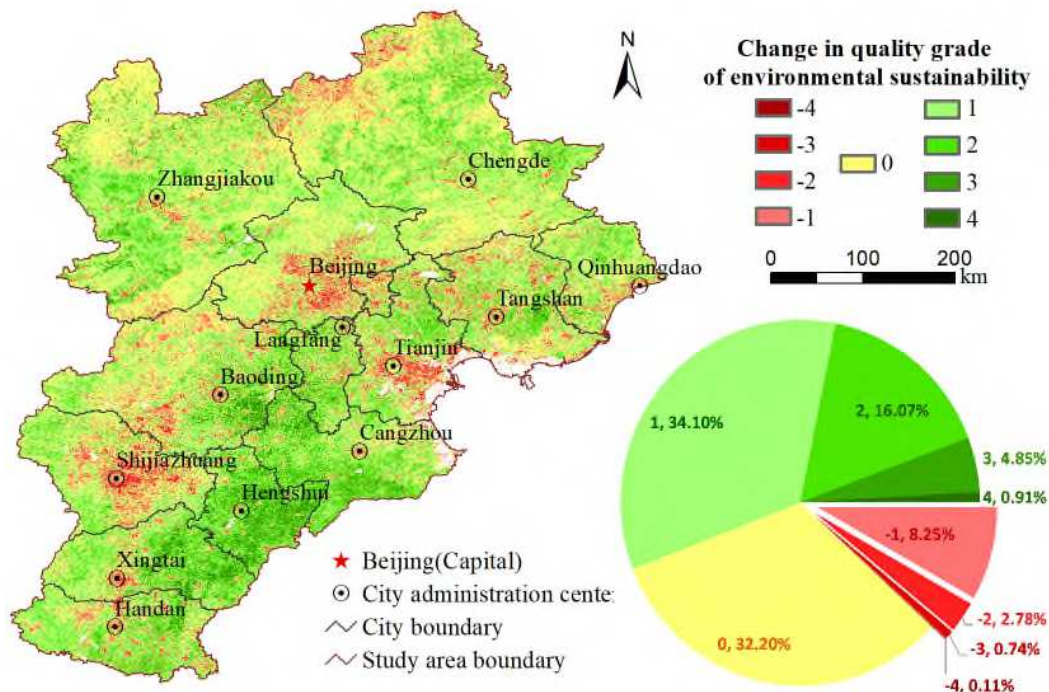 N
Change in quality grade
of environmental sustainability
-4
-3
-2
-1
0
1
2
3
4
0 50 100 200
km
Chengde
Zhangjiakou
Beijing
Qinhuangdao
Tangshan
Langfang
Tianjin
Baoding
Cangzhou
Shijiazhuang
Hengshui
Xingtai
Handan
Beijing(Capital)
City administration cente
City boundary
Study area boundary
1, 34.10%
2, 16.07%
3, 4.85%
4, 0.91%
-1, 8.25%
-2, 2.78%
-3, 0.74%
-4, 0.11%
0, 32.20%